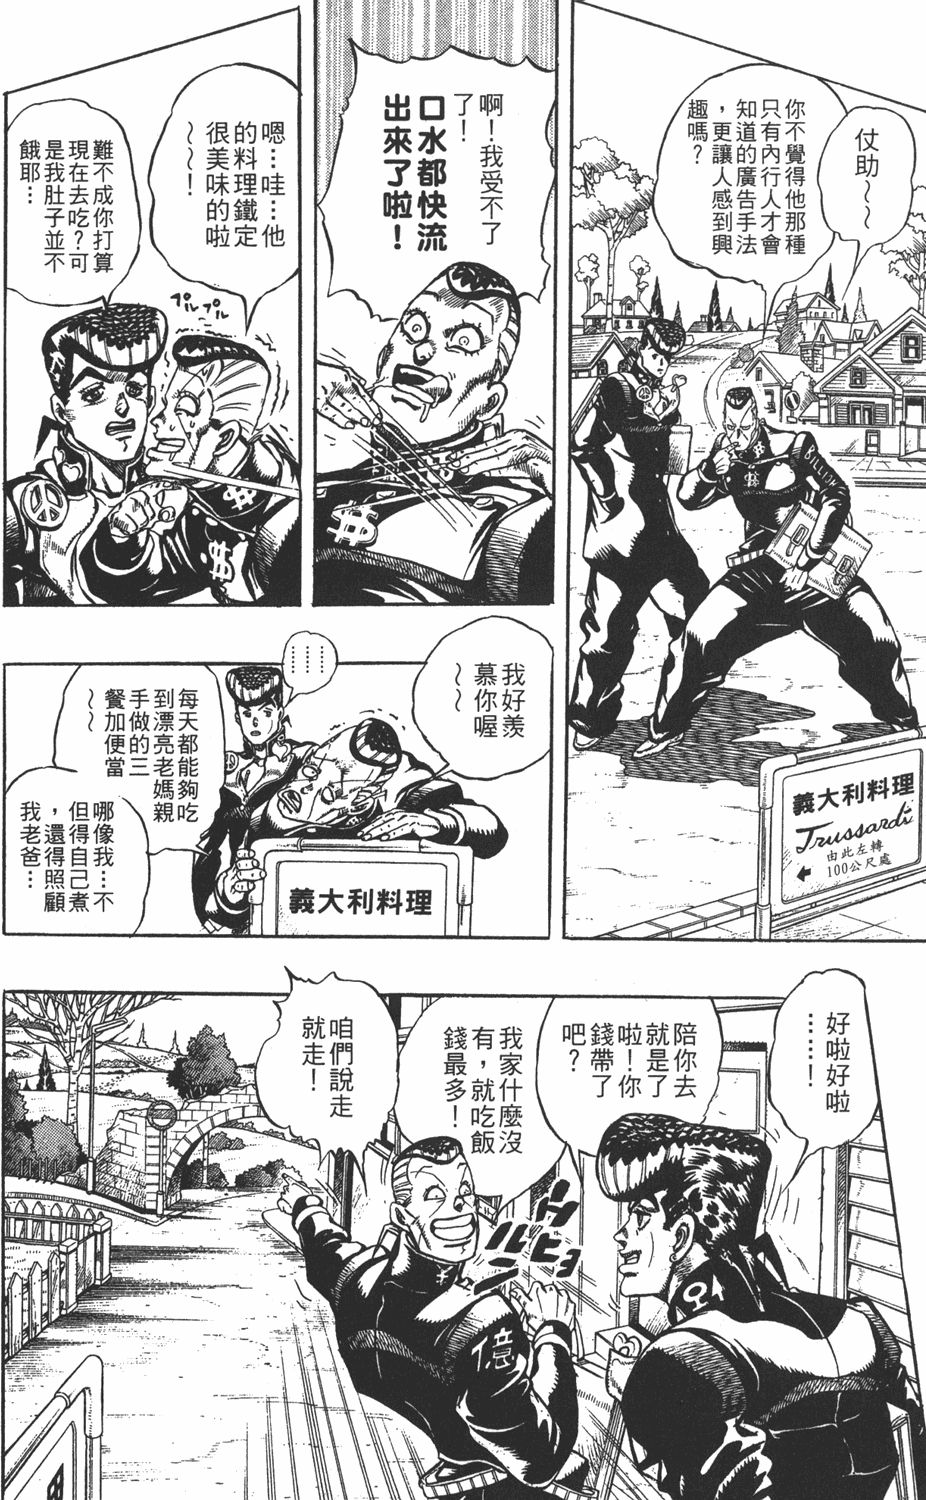 仗助～～
你不覺得他那種
只有內行人才會
知道的廣告手法
，更讓人感到興
趣嗎？
BILLI
義大利料理
Trussardi
由此左轉
100公尺處
啊！我受不了
了！
口水都快流
出來了啦！
嗯…哇…他
的料理鐵定
很美味的啦
～～！
プルプル
難不成你打算
現在去吃？可
是我肚子並不
餓耶…
我好羨
慕你喔
～～
⋯⋯
每天都能夠吃
到漂亮老媽親
手做的三
餐加便當
～～
哪像我…不
但得自己煮
，還得照顧
我老爸…
義大利料理
好啦好啦
……！
陪你去
就是了
啦！你
錢帶了
吧？
我家什麼沒
有，就吃飯
錢最多！
咱們說走
就走！
億